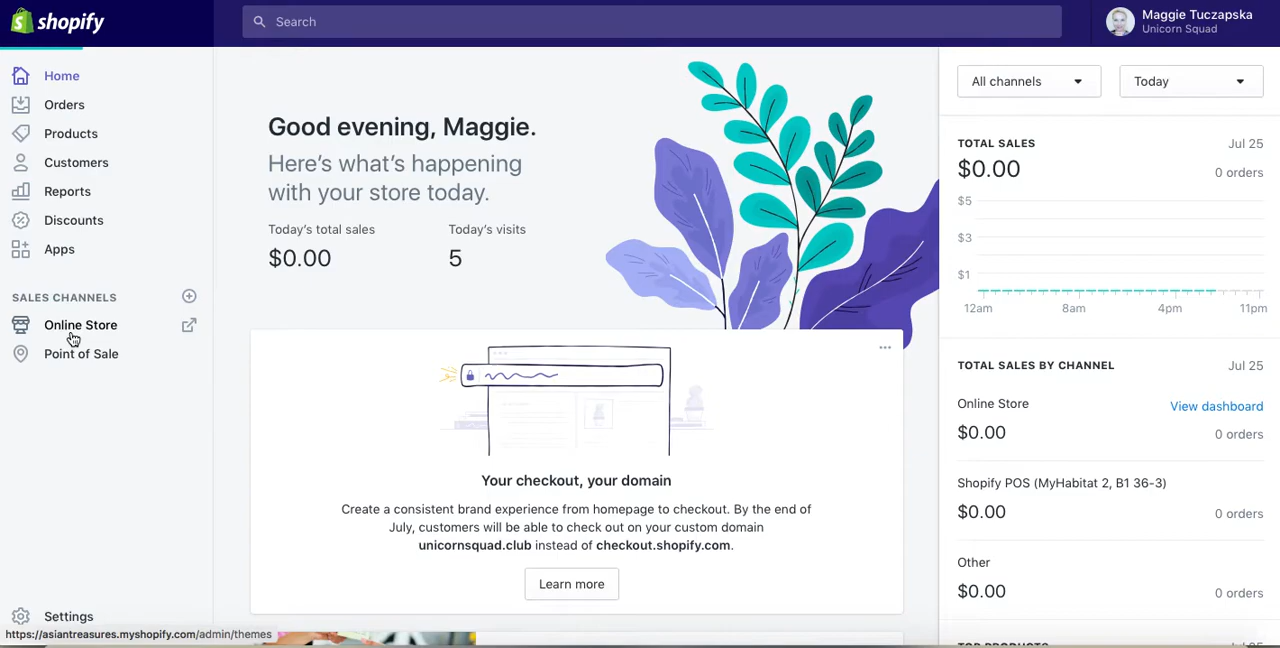 shopify
Search
Maggie Tuczapska
Unicorn Squad
Home
Orders
Products
Customers
Reports
Discounts
Apps
SALES CHANNELS
Online Store
Point of Sale
Settings
https://asiantreasures.myshopify.com/admin/themes
Good evening, Maggie.
Here's what's happening
with your store today.
Today's total sales
$0.00
Today's visits
5
Your checkout, your domain
Create a consistent brand experience from homepage to checkout. By the end of
July, customers will be able to check out on your custom domain
unicornsquad.club instead of checkout.shopify.com.
Learn more
All channels
Today
TOTAL SALES
Jul 25
$0.00
0 orders
$5
$3
$1
12am
8am
4pm
11pm
TOTAL SALES BY CHANNEL
Jul 25
Online Store
View dashboard
$0.00
0 orders
Shopify POS (MyHabitat 2, B1 36-3)
$0.00
0 orders
Other
$0.00
0 orders
TOP PRODUCTS
Jul 25